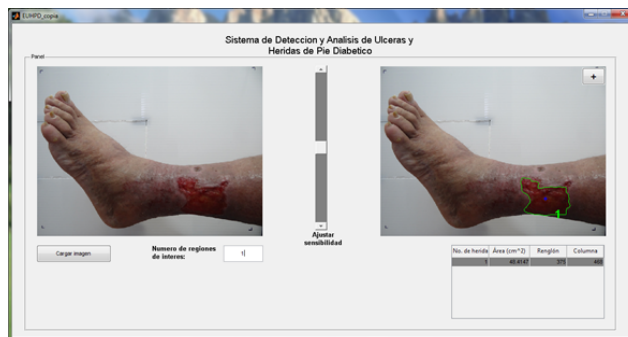 EUHPD_copia
Sistema de Deteccion y Analisis de Ulceras y
Heridas de Pie Diabetico
Panel
+
1
Ajustar
sensibilidad
Cargar imagen
Numero de regiones
de interes:
1
No. de herida Área (cm^2) Renglón Columna
1 40.4147 375 460